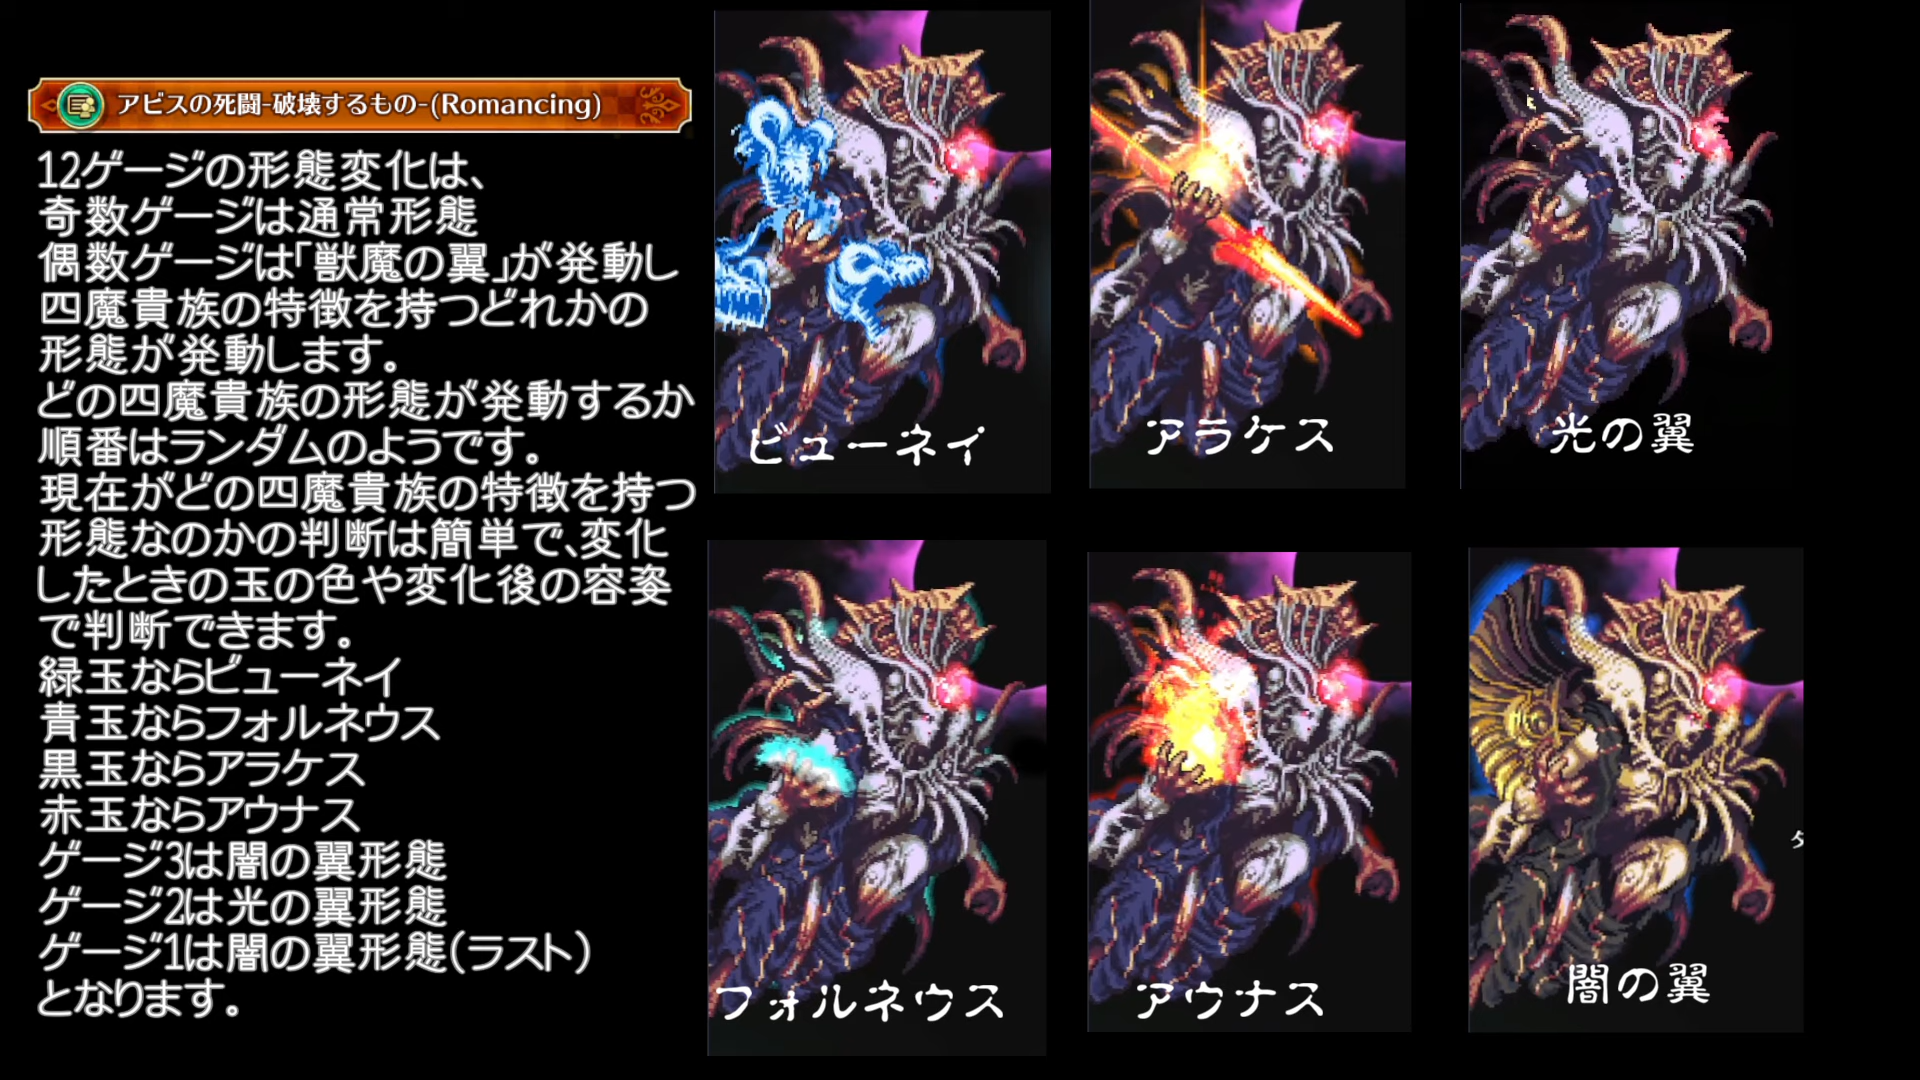 アビスの死闘-破壊するもの-(Romancing)
12ゲージの形態変化は、
奇数ゲージは通常形態
偶数ゲージは「獣魔の翼」が発動し
四魔貴族の特徴を持つどれかの
形態が発動します。
どの四魔貴族の形態が発動するか
順番はランダムのようです。
現在がどの四魔貴族の特徴を持つ
形態なのかの判断は簡単で、変化
したときの玉の色や変化後の容姿
で判断できます。
緑玉ならビューネイ
青玉ならフォルネウス
黒玉ならアラケス
赤玉ならアウナス
ゲージ3は闇の翼形態
ゲージ2は光の翼形態
ゲージ1は闇の翼形態(ラスト)
となります。
ビューネイ
アラケス
光の翼
フォルネウス
アウナス
闇の翼